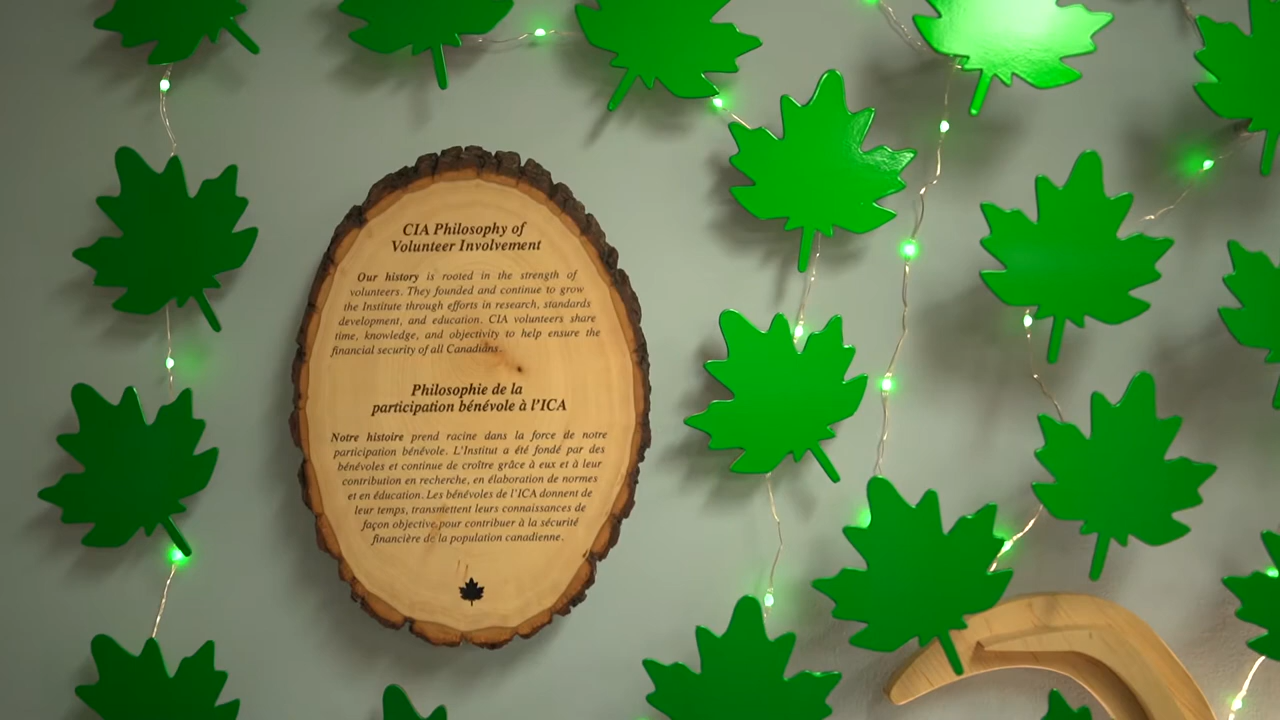 CIA Philosophy of
Volunteer Involvement
Our history is rooted in the strength of
volunteers. They founded and continue to grow
the Institute through efforts in research, standards
development, and education. CIA volunteers share
time, knowledge, and objectivity to help ensure the
financial security of all Canadians.
Philosophie de la
participation bénévole à l'ICA
Notre histoire prend racine dans la force de notre
participation bénévole. L'Institut a été fondé par des
bénévoles et continue de croître grâce à eux et à leur
contribution en recherche, en élaboration de normes
et en éducation. Les bénévoles de l'ICA donnent de
leur temps, transmettent leurs connaissances de
façon objective pour contribuer à la sécurité
financière de la population canadienne.